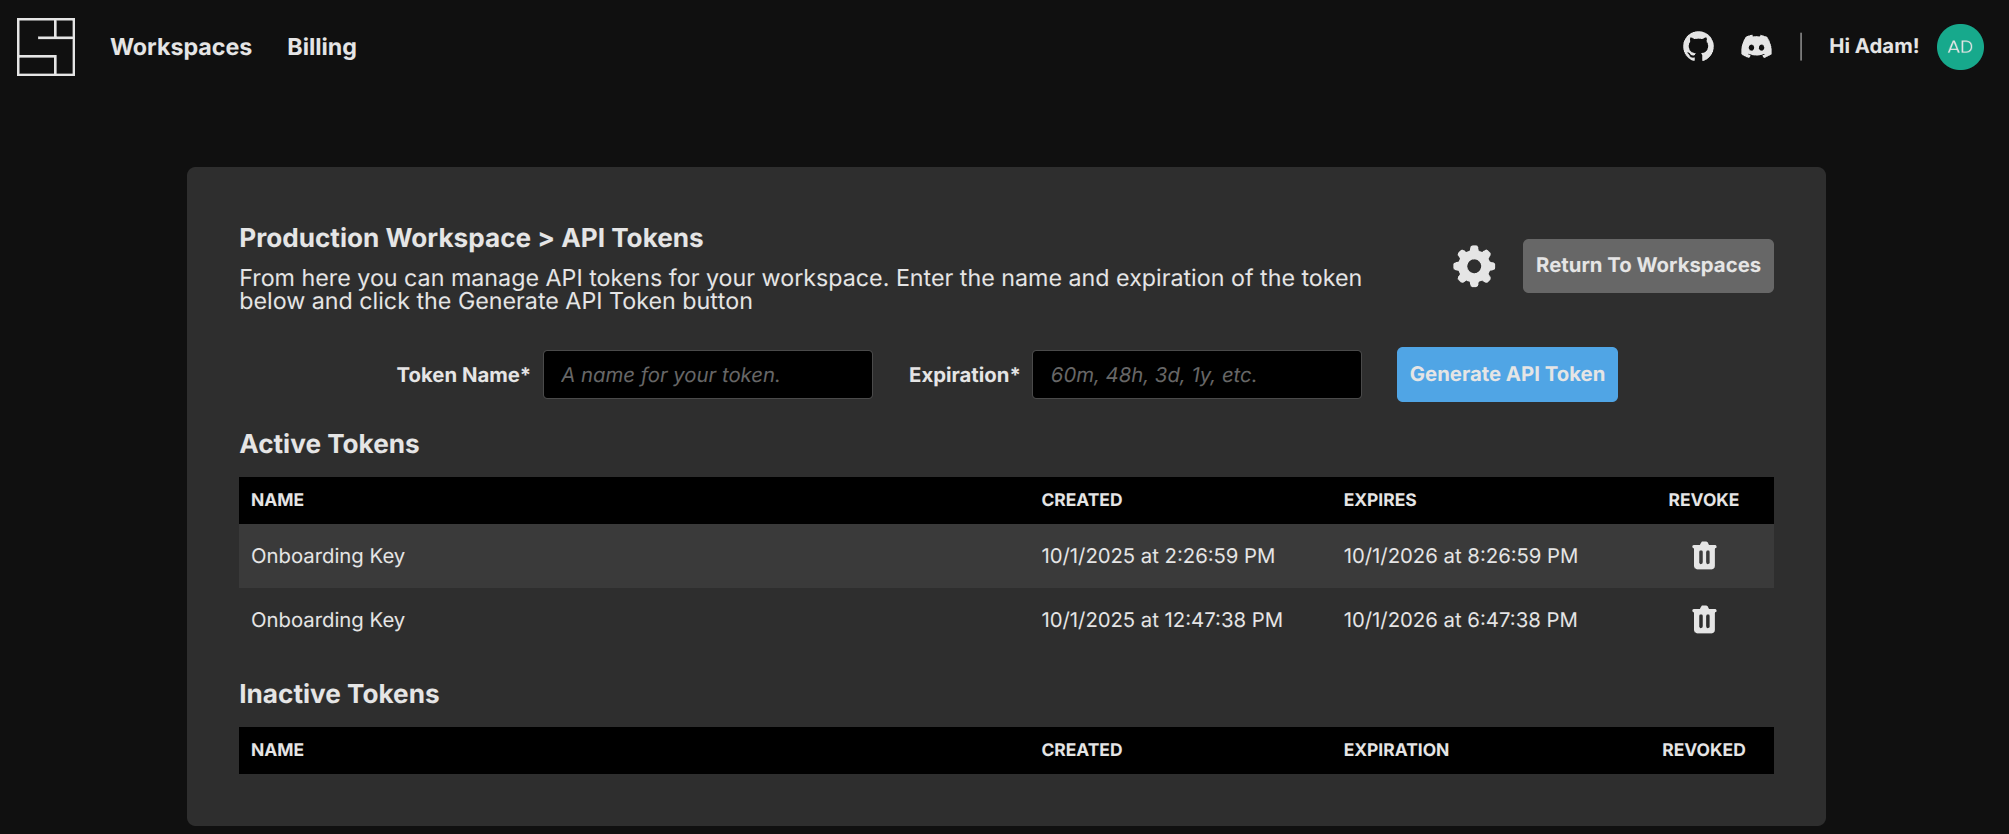 Workspaces Billing Hi Adam! AD
Production Workspace > API Tokens
From here you can manage API tokens for your workspace. Enter the name and expiration of the token
below and click the Generate API Token button
Return To Workspaces
Token Name* A name for your token. Expiration* 60m, 48h, 3d, 1y, etc. Generate API Token
Active Tokens
NAME CREATED EXPIRES REVOKE
Onboarding Key 10/1/2025 at 2:26:59 PM 10/1/2026 at 8:26:59 PM
Onboarding Key 10/1/2025 at 12:47:38 PM 10/1/2026 at 6:47:38 PM
Inactive Tokens
NAME CREATED EXPIRATION REVOKED